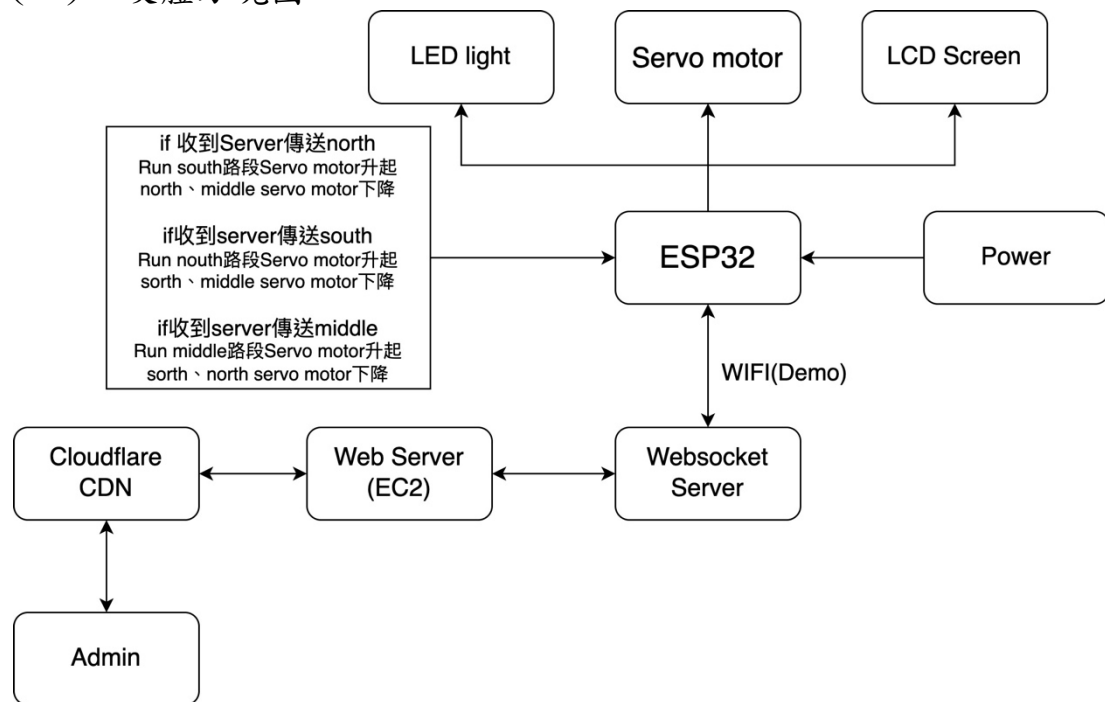 LED light
Servo motor
LCD Screen
if 收到Server傳送north
Run south路段Servo motor升起
north、middle servo motor下降
if收到server傳送south
Run nouth路段Servo motor升起
sorth、middle servo motor下降
if收到server傳送middle
Run middle路段Servo motor升起
sorth、north servo motor下降
ESP32
Power
WIFI(Demo)
Cloudflare
CDN
Web Server
(EC2)
Websocket
Server
Admin